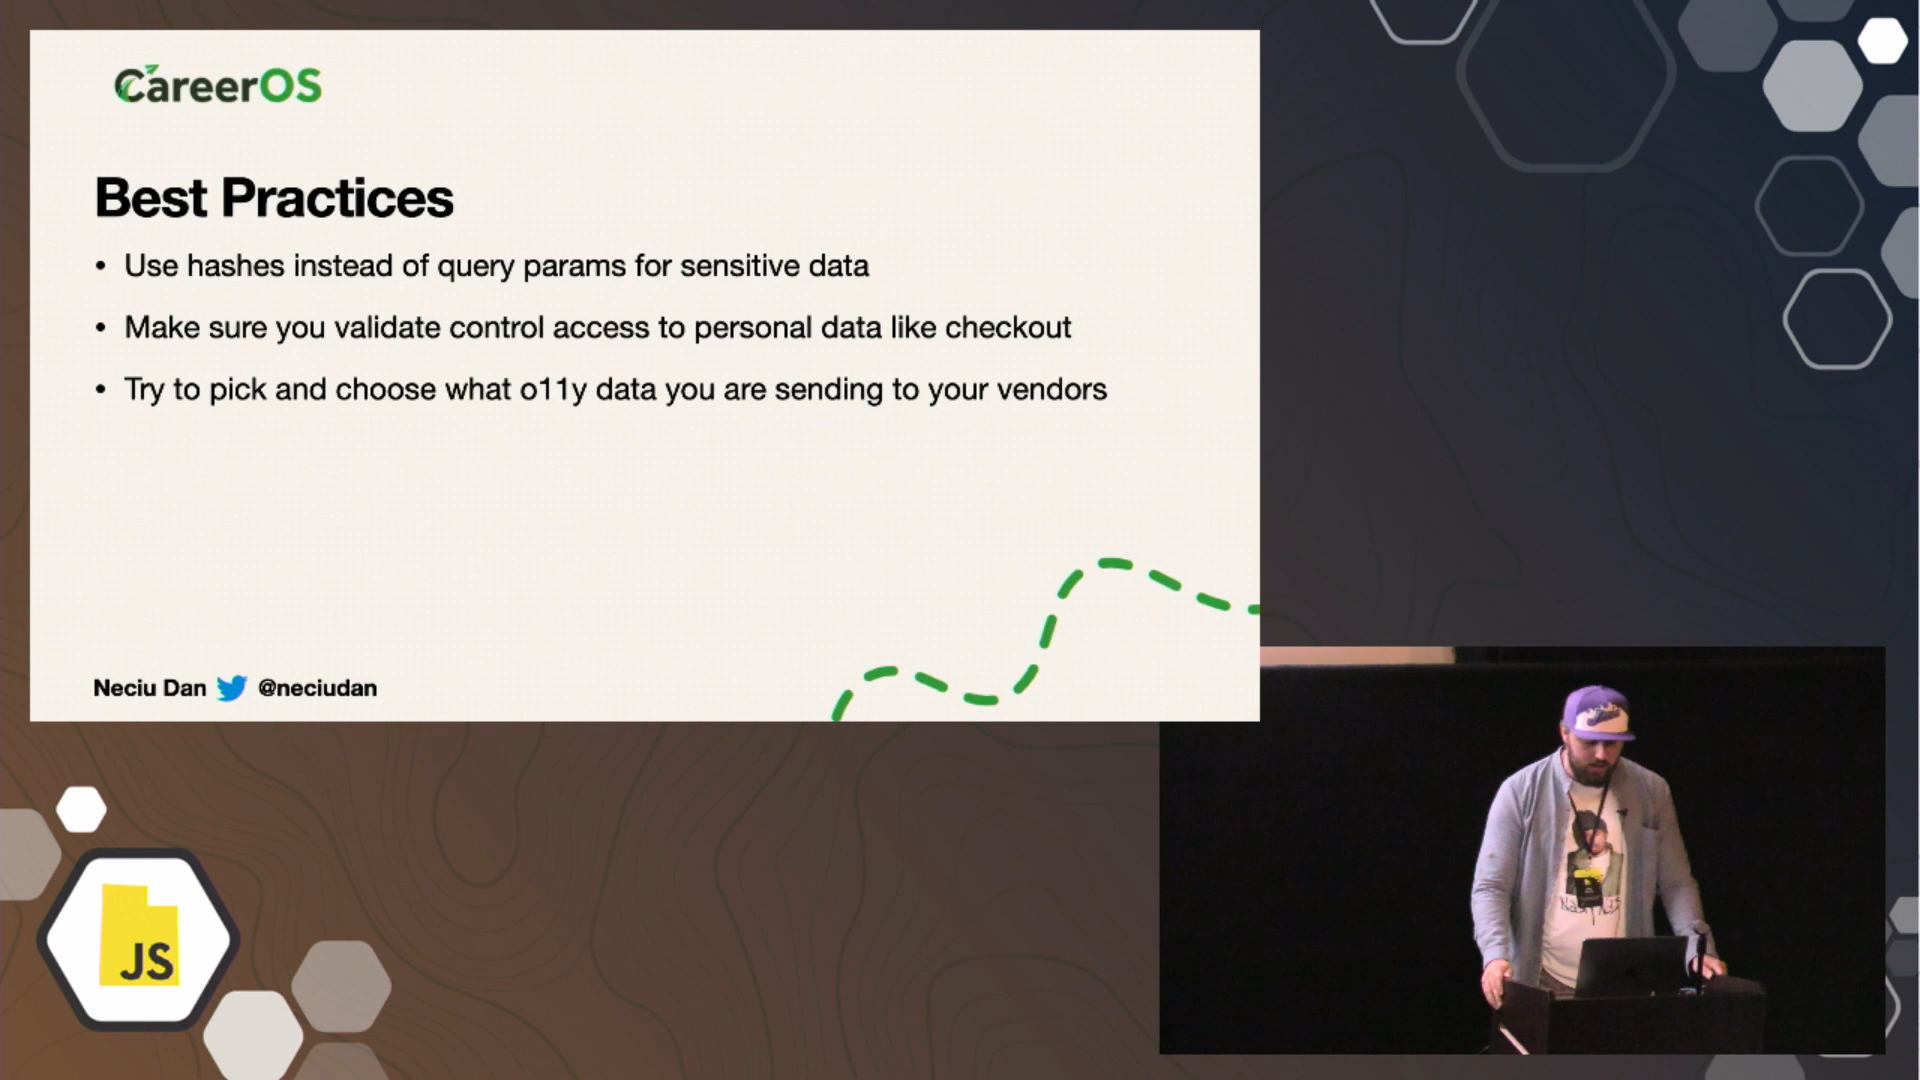 CareerOS
Best Practices
• Use hashes instead of query params for sensitive data
• Make sure you validate control access to personal data like checkout
• Try to pick and choose what o11y data you are sending to your vendors
Neciu Dan @neciudan
JS